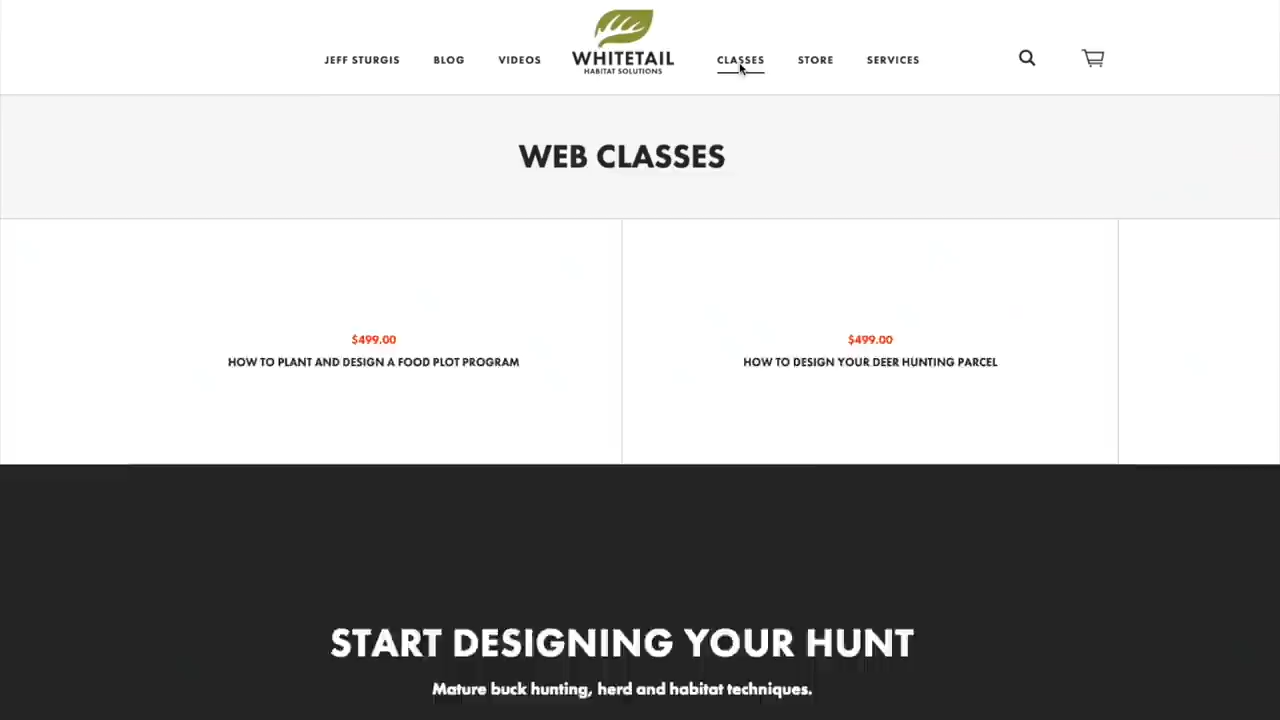 JEFF STURGIS BLOG VIDEOS WHITETAIL HABITAT SOLUTIONS CLASSES STORE SERVICES
WEB CLASSES
$499.00
HOW TO PLANT AND DESIGN A FOOD PLOT PROGRAM
$499.00
HOW TO DESIGN YOUR DEER HUNTING PARCEL
START DESIGNING YOUR HUNT
Mature buck hunting, herd and habitat techniques.